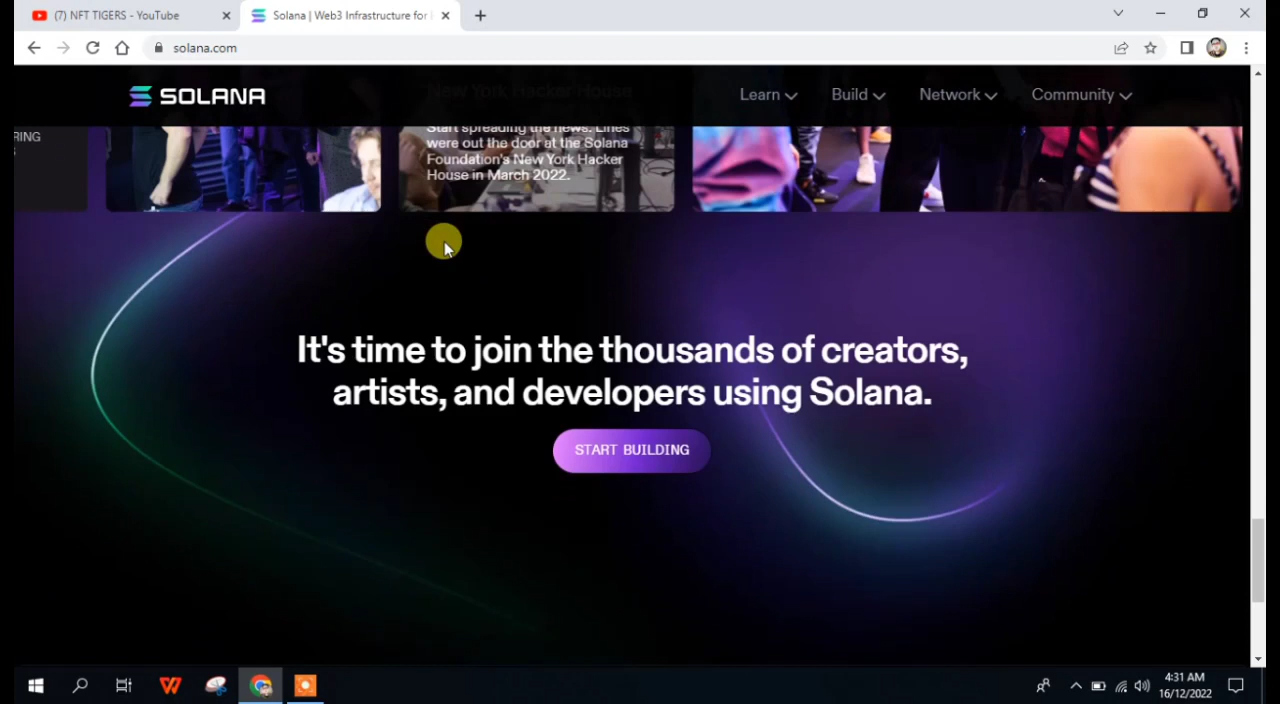 (7) NFT TIGERS - YouTube
Solana | Web3 Infrastructure for
solana.com
SOLANA
Learn
Build
Network
Community
New York Hacker House
RING
S
Start spreading the news. Lines
were out the door at the Solana
Foundation's New York Hacker
House in March 2022.
It's time to join the thousands of creators,
artists, and developers using Solana.
START BUILDING
4:31 AM
16/12/2022